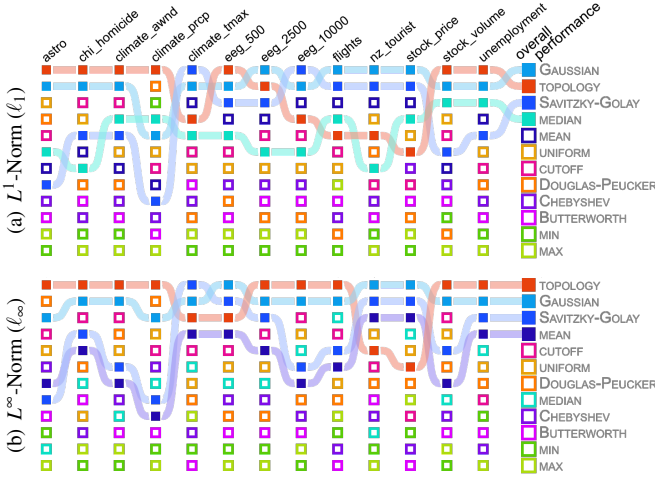 astro
chi_homicide
climate_awnd
climate_prcp
climate_tmax
eeg_500
eeg_2500
eeg_10000
flights
nz_tourist
stock_price
stock_volume
unemployment
overall
performance
(a) L¹-Norm (ℓ₁)
GAUSSIAN
TOPOLOGY
SAVITZKY-GOLAY
MEDIAN
MEAN
UNIFORM
CUTOFF
DOUGLAS-PEUCKER
CHEBYSHEV
BUTTERWORTH
MIN
MAX
(b) L∞-Norm (ℓ∞)
TOPOLOGY
GAUSSIAN
SAVITZKY-GOLAY
MEAN
CUTOFF
UNIFORM
DOUGLAS-PEUCKER
MEDIAN
CHEBYSHEV
BUTTERWORTH
MIN
MAX